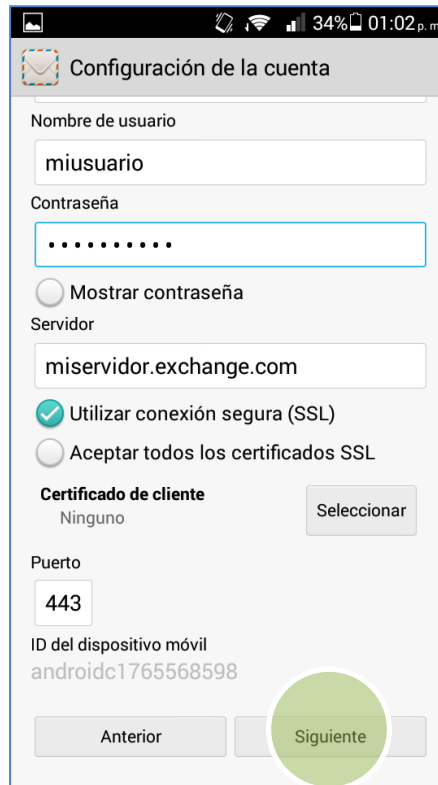 34% 01:02 p. m
Configuración de la cuenta
Nombre de usuario
miusuario
Contraseña
••••••••••
Mostrar contraseña
Servidor
miservidor.exchange.com
Utilizar conexión segura (SSL)
Aceptar todos los certificados SSL
Certificado de cliente
Ninguno
Seleccionar
Puerto
443
ID del dispositivo móvil
androidc1765568598
Anterior Siguiente